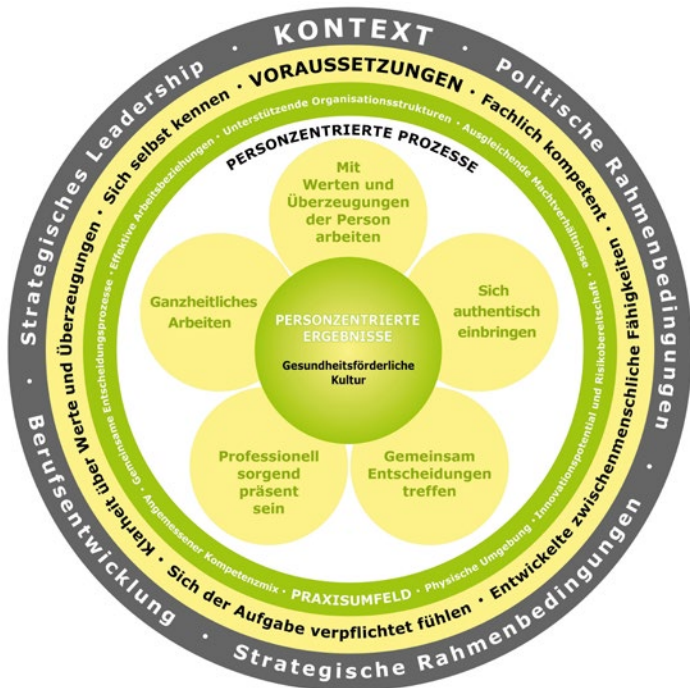 KONTEXT · Politische Rahmenbedingungen · Strategische Rahmenbedingungen · Berufsentwicklung · Strategisches Leadership ·
VORAUSSETZUNGEN · Fachlich kompetent · Entwickelte zwischenmenschliche Fähigkeiten · Sich der Aufgabe verpflichtet fühlen · Klarheit über Werte und Überzeugungen · Sich selbst kennen ·
Gemeinsame Entscheidungsprozesse · Effektive Arbeitsbeziehungen · Unterstützende Organisationsstrukturen · Ausgleichende Machtverhältnisse · Innovationspotential und Risikobereitschaft · Physische Umgebung · PRAXISUMFELD · Angemessener Kompetenzmix ·
PERSONZENTRIERTE PROZESSE
Mit
Werten und
Überzeugungen
der Person
arbeiten
Ganzheitliches
Arbeiten
Sich
authentisch
einbringen
PERSONZENTRIERTE
ERGEBNISSE
Gesundheitsförderliche
Kultur
Professionell
sorgend
präsent
sein
Gemeinsam
Entscheidungen
treffen